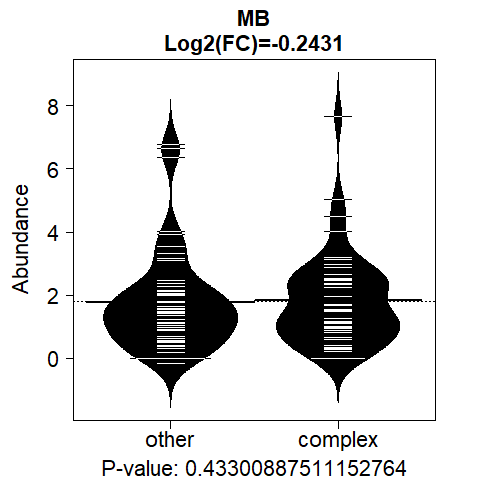 MB
Log2(FC)=-0.2431
Abundance
8
6
4
2
0
other
complex
P-value: 0.43300887511152764